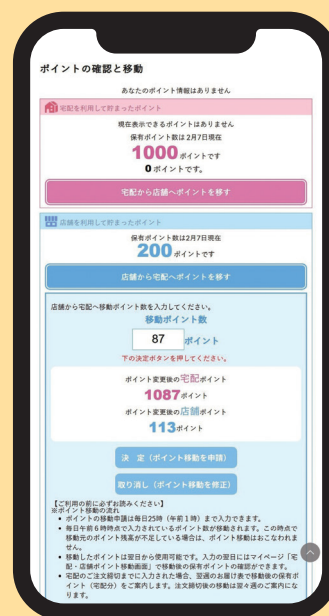 ポイントの確認と移動
あなたのポイント情報はありません
宅配を利用して貯まったポイント
現在表示できるポイントはありません
保有ポイント数は2月7日現在
1000ポイントです
0ポイントです。
宅配から店舗へポイントを移す
店舗を利用して貯まったポイント
保有ポイント数は2月7日現在
200ポイントです
店舗から宅配へポイントを移す
店舗から宅配へ移動ポイント数を入力してください。
移動ポイント数
87 ポイント
下の決定ボタンを押してください。
ポイント変更後の宅配ポイント
1087ポイント
ポイント変更後の店舗ポイント
113ポイント
決 定（ポイント移動を申請）
取り消し（ポイント移動を修正）
【ご利用の前に必ずお読みください】
※ポイント移動の流れ
• ポイントの移動申請は毎日25時（午前1時）まで入力できます。
• 毎日午前6時時点で入力されているポイント数が移動されます。この時点で
移動元のポイント残高が不足している場合は、ポイント移動はおこなわれま
せん。
• 移動したポイントは翌日から使用可能です。入力の翌日にはマイページ「宅
配・店舗ポイント移動画面」で移動後の保有ポイントの確認ができます。
• 宅配のご注文締切までに入力された場合、翌週のお届け表で移動後の保有ポ
イント（宅配分）をご案内します。注文締切後の移動は翌々週のご案内にな
ります。